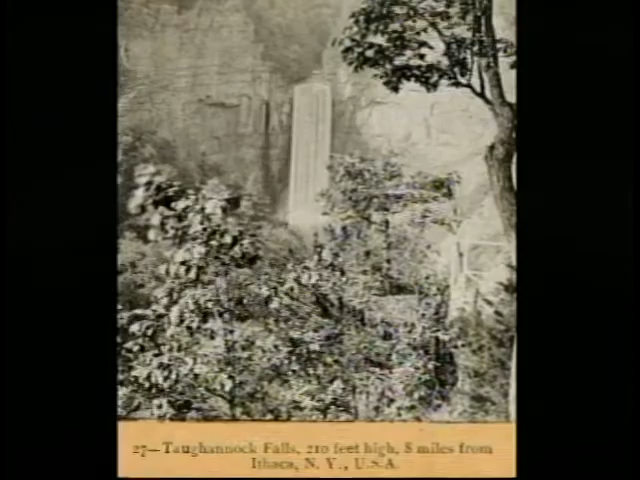 27—Taughannock Falls, 210 feet high, 8 miles from
Ithaca, N. Y., U.S.A.